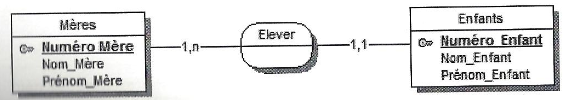 Mères
Numéro Mère
Nom_Mère
Prénom_Mère
1,n
Elever
1,1
Enfants
Numéro_Enfant
Nom_Enfant
Prénom_Enfant